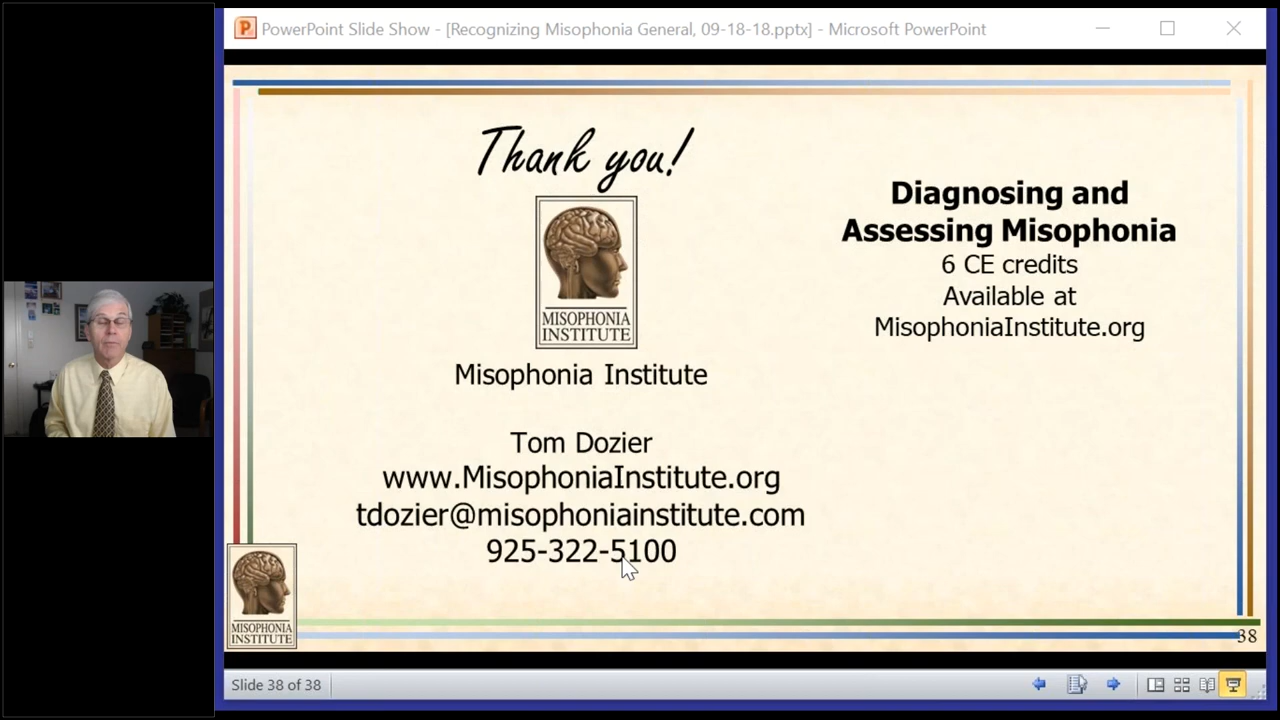 PowerPoint Slide Show - [Recognizing Misophonia General, 09-18-18.pptx] - Microsoft PowerPoint
Thank you!
MISOPHONIA
INSTITUTE
Misophonia Institute
Tom Dozier
www.MisophoniaInstitute.org
tdozier@misophoniainstitute.com
925-322-5100
Diagnosing and
Assessing Misophonia
6 CE credits
Available at
MisophoniaInstitute.org
MISOPHONIA
INSTITUTE
38
Slide 38 of 38